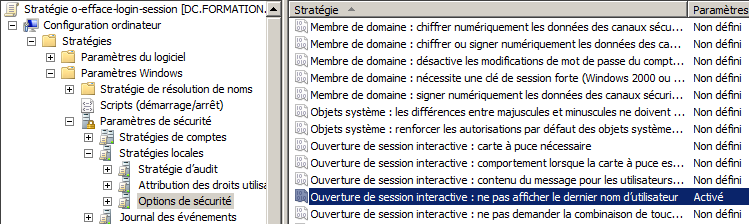 Stratégie o-efface-login-session [DC.FORMATION.
Configuration ordinateur
Stratégies
Paramètres du logiciel
Paramètres Windows
Stratégie de résolution de noms
Scripts (démarrage/arrêt)
Paramètres de sécurité
Stratégies de comptes
Stratégies locales
Stratégie d'audit
Attribution des droits utilisa
Options de sécurité
Journal des événements
Stratégie Paramètres
Membre de domaine : chiffrer numériquement les données des canaux sécu... Non défini
Membre de domaine : chiffrer ou signer numériquement les données des ca... Non défini
Membre de domaine : désactive les modifications de mot de passe du compt... Non défini
Membre de domaine : nécessite une clé de session forte (Windows 2000 ou ... Non défini
Membre de domaine : signer numériquement les données des canaux sécuri... Non défini
Objets système : les différences entre majuscules et minuscules ne doivent ... Non défini
Objets système : renforcer les autorisations par défaut des objets système... Non défini
Ouverture de session interactive : carte à puce nécessaire Non défini
Ouverture de session interactive : comportement lorsque la carte à puce es... Non défini
Ouverture de session interactive : contenu du message pour les utilisateurs... Non défini
Ouverture de session interactive : ne pas afficher le dernier nom d'utilisateur Activé
Ouverture de session interactive : ne pas demander la combinaison de touc... Non défini